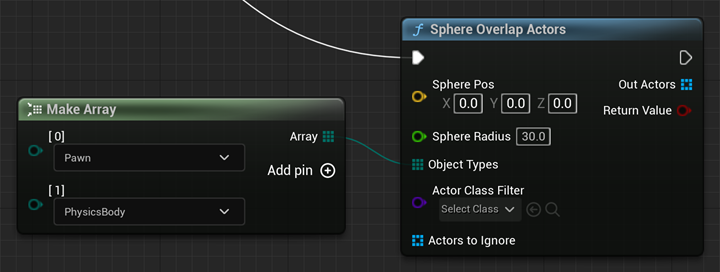 Make Array
[ 0]
Pawn
Array
Add pin
[ 1]
PhysicsBody
f Sphere Overlap Actors
Sphere Pos
X 0.0 Y 0.0 Z 0.0
Out Actors
Return Value
Sphere Radius 30.0
Object Types
Actor Class Filter
Select Class
Actors to Ignore